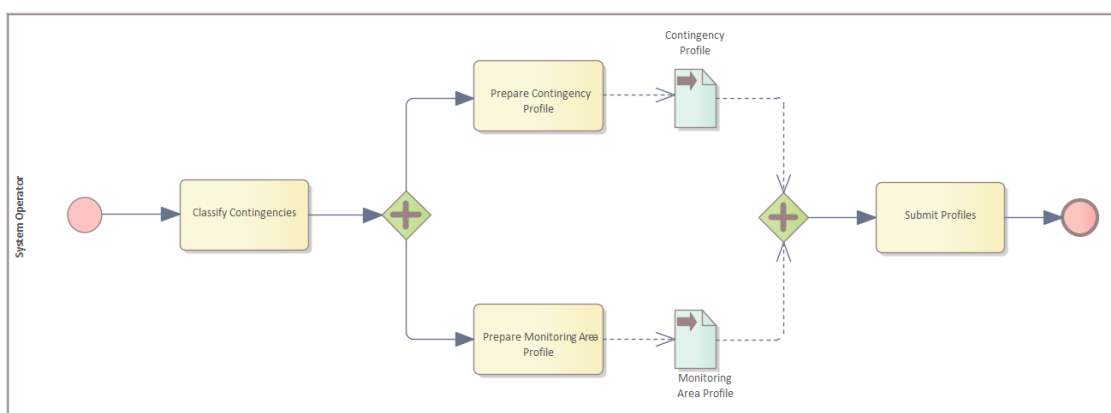 System Operator
Classify Contingencies
Prepare Contingency
Profile
Contingency
Profile
Prepare Monitoring Area
Profile
Monitoring
Area Profile
Submit Profiles